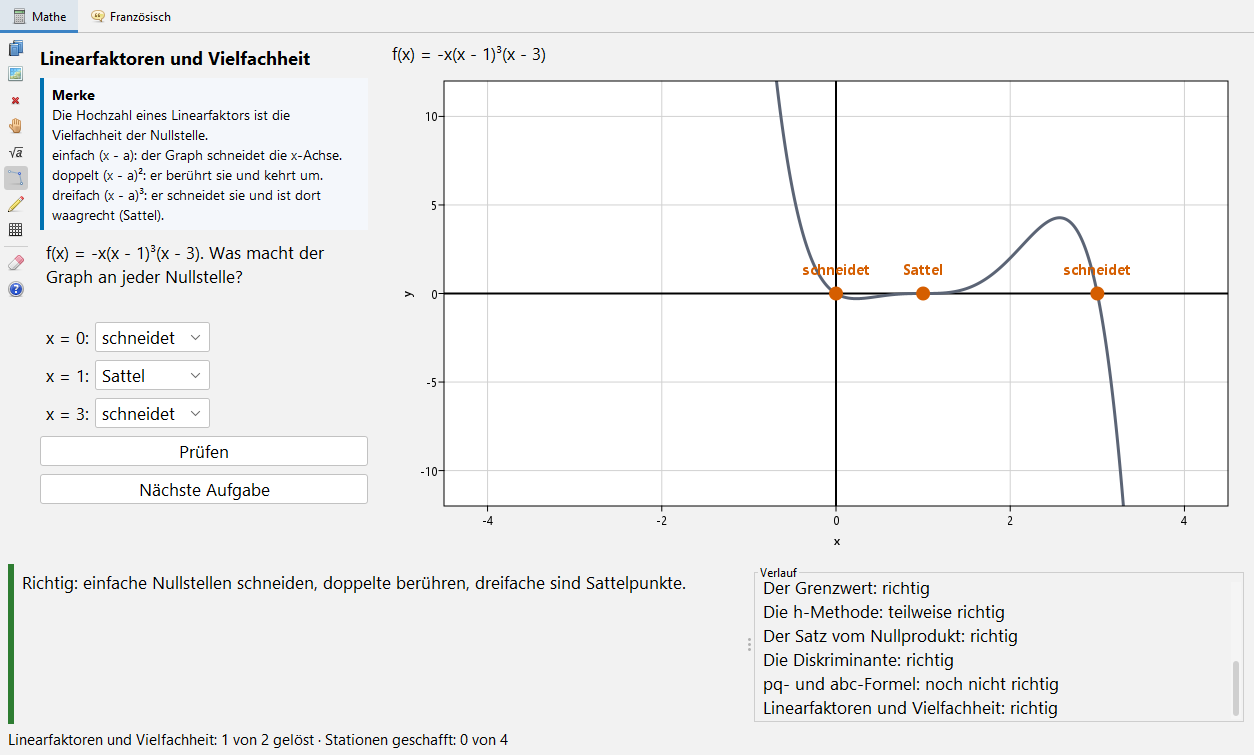 Mathe
Französisch
Linearfaktoren und Vielfachheit
Merke
Die Hochzahl eines Linearfaktors ist die
Vielfachheit der Nullstelle.
einfach (x - a): der Graph schneidet die x-Achse.
doppelt (x - a)²: er berührt sie und kehrt um.
dreifach (x - a)³: er schneidet sie und ist dort
waagrecht (Sattel).
f(x) = -x(x - 1)³(x - 3). Was macht der
Graph an jeder Nullstelle?
x = 0: schneidet
x = 1: Sattel
x = 3: schneidet
Prüfen
Nächste Aufgabe
f(x) = -x(x - 1)³(x - 3)
10
5
0
-5
-10
y
schneidet
Sattel
schneidet
-4
-2
0
2
4
x
Richtig: einfache Nullstellen schneiden, doppelte berühren, dreifache sind Sattelpunkte.
Verlauf
Der Grenzwert: richtig
Die h-Methode: teilweise richtig
Der Satz vom Nullprodukt: richtig
Die Diskriminante: richtig
pq- und abc-Formel: noch nicht richtig
Linearfaktoren und Vielfachheit: richtig
Linearfaktoren und Vielfachheit: 1 von 2 gelöst · Stationen geschafft: 0 von 4